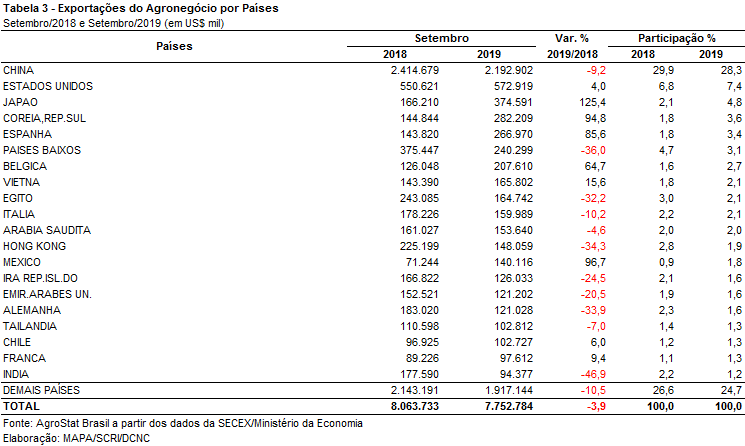 Tabela 3 - Exportações do Agronegócio por Países
Setembro/2018 e Setembro/2019 (em US$ mil)
Países Setembro Var. % Participação %
2018 2019 2019/2018 2018 2019
CHINA 2.414.679 2.192.902 -9,2 29,9 28,3
ESTADOS UNIDOS 550.621 572.919 4,0 6,8 7,4
JAPAO 166.210 374.591 125,4 2,1 4,8
COREIA,REP.SUL 144.844 282.209 94,8 1,8 3,6
ESPANHA 143.820 266.970 85,6 1,8 3,4
PAISES BAIXOS 375.447 240.299 -36,0 4,7 3,1
BELGICA 126.048 207.610 64,7 1,6 2,7
VIETNA 143.390 165.802 15,6 1,8 2,1
EGITO 243.085 164.742 -32,2 3,0 2,1
ITALIA 178.226 159.989 -10,2 2,2 2,1
ARABIA SAUDITA 161.027 153.640 -4,6 2,0 2,0
HONG KONG 225.199 148.059 -34,3 2,8 1,9
MEXICO 71.244 140.116 96,7 0,9 1,8
IRA REP.ISL.DO 166.822 126.033 -24,5 2,1 1,6
EMIR.ARABES UN. 152.521 121.202 -20,5 1,9 1,6
ALEMANHA 183.020 121.028 -33,9 2,3 1,6
TAILANDIA 110.598 102.812 -7,0 1,4 1,3
CHILE 96.925 102.727 6,0 1,2 1,3
FRANCA 89.226 97.612 9,4 1,1 1,3
INDIA 177.590 94.377 -46,9 2,2 1,2
DEMAIS PAÍSES 2.143.191 1.917.144 -10,5 26,6 24,7
TOTAL 8.063.733 7.752.784 -3,9 100,0 100,0
Fonte: AgroStat Brasil a partir dos dados da SECEX/Ministério da Economia
Elaboração: MAPA/SCRI/DCNC